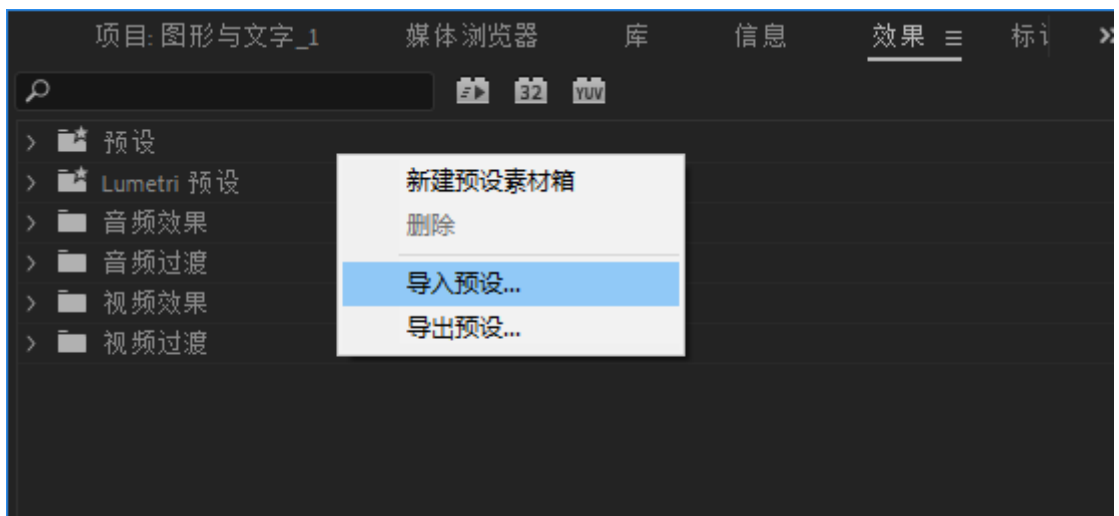 项目: 图形与文字_1 媒体浏览器 库 信息 效果 标
32 YUV
预设
Lumetri 预设
音频效果
音频过渡
视频效果
视频过渡
新建预设素材箱
删除
导入预设...
导出预设...